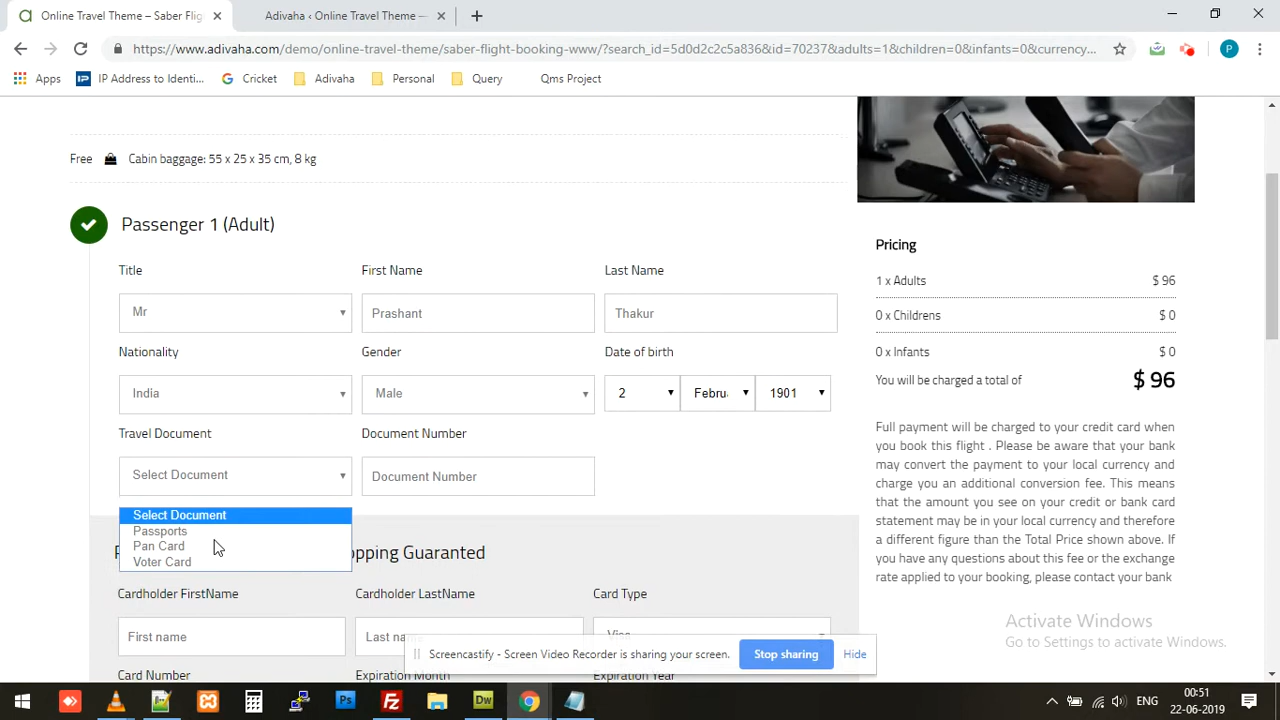 Online Travel Theme – Saber Flig
Adivaha ‹ Online Travel Theme —
https://www.adivaha.com/demo/online-travel-theme/saber-flight-booking-www/?search_id=5d0d2c2c5a836&id=70237&adults=1&children=0&infants=0&currency...
P
Apps
IP
IP Address to Identi...
Cricket
Adivaha
Personal
Query
Qms Project
Free
Cabin baggage: 55 x 25 x 35 cm, 8 kg
Passenger 1 (Adult)
Title
First Name
Last Name
Mr
Prashant
Thakur
Nationality
Gender
Date of birth
India
Male
2
Febru
1901
Travel Document
Document Number
Select Document
Document Number
Select Document
Passports
Pan Card
Voter Card
opping Guaranted
Cardholder FirstName
Cardholder LastName
Card Type
First name
Last name
Card Number
Expiration Month
Expiration Year
Pricing
1 x Adults $ 96
0 x Childrens $ 0
0 x Infants $ 0
You will be charged a total of $ 96
Full payment will be charged to your credit card when
you book this flight . Please be aware that your bank
may convert the payment to your local currency and
charge you an additional conversion fee. This means
that the amount you see on your credit or bank card
statement may be in your local currency and therefore
a different figure than the Total Price shown above. If
you have any questions about this fee or the exchange
rate applied to your booking, please contact your bank
Activate Windows
Go to Settings to activate Windows.
Screencastify - Screen Video Recorder is sharing your screen.
Stop sharing
Hide
Ps
Fz
Dw
ENG
00:51
22-06-2019